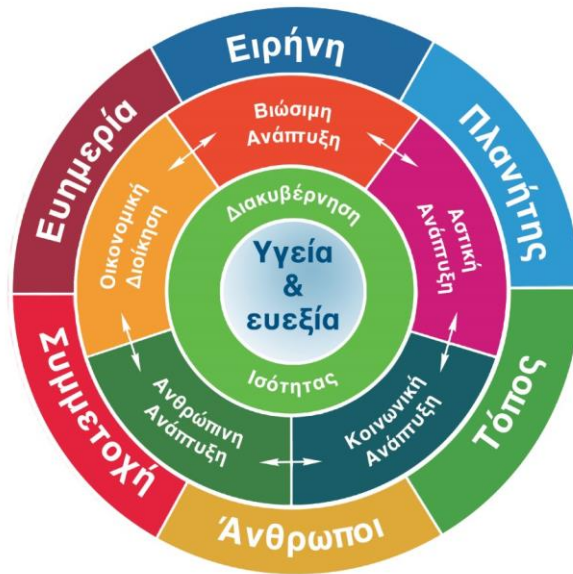 Ειρήνη
Πλανήτης
Τόπος
Άνθρωποι
Συμμετοχή
Ευημερία
Βιώσιμη
Ανάπτυξη
Αστική
Ανάπτυξη
Κοινωνική
Ανάπτυξη
Ανθρώπινη
Ανάπτυξη
Οικονομική
Διοίκηση
Διακυβέρνηση
Ισότητας
Υγεία
&
ευεξία